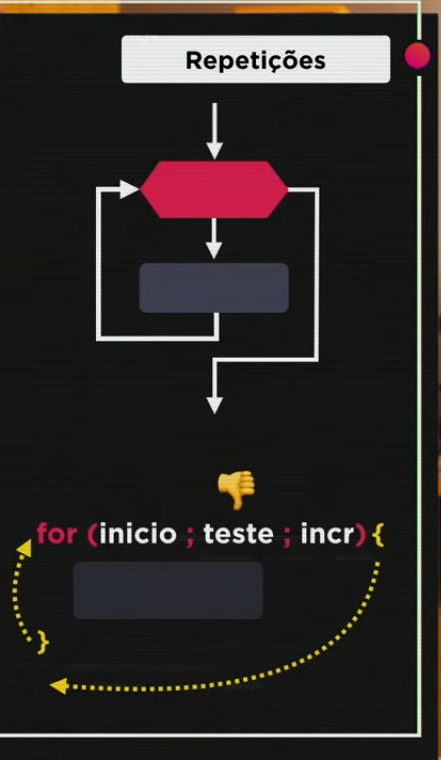 Repetições
for (inicio ; teste ; incr) {
}